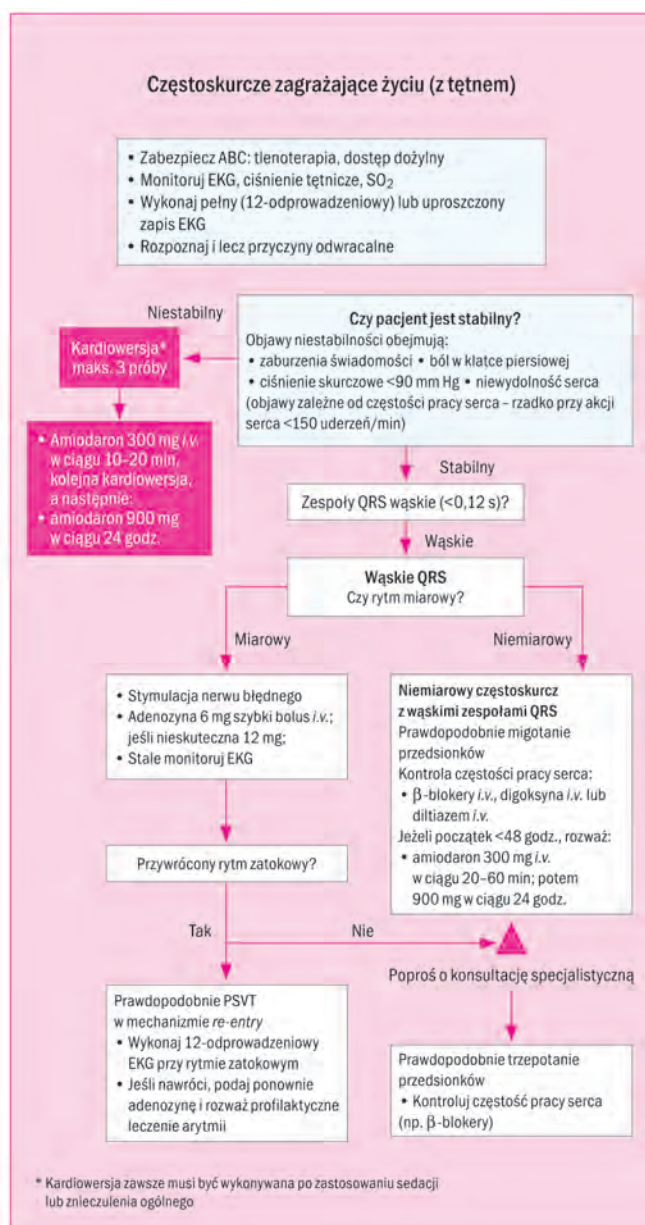 Częstoskurcze zagrażające życiu (z tętnem)
• Zabezpiecz ABC: tlenoterapia, dostęp dożylny
• Monitoruj EKG, ciśnienie tętnicze, SO₂
• Wykonaj pełny (12-odprowadzeniowy) lub uproszczony
zapis EKG
• Rozpoznaj i lecz przyczyny odwracalne
Niestabilny
Czy pacjent jest stabilny?
Objawy niestabilności obejmują:
• zaburzenia świadomości • ból w klatce piersiowej
• ciśnienie skurczowe <90 mm Hg • niewydolność serca
(objawy zależne od częstości pracy serca – rzadko przy akcji
serca <150 uderzeń/min)
Kardiowersja*
maks. 3 próby
• Amiodaron 300 mg i.v.
w ciągu 10–20 min,
kolejna kardiowersja,
a następnie:
• amiodaron 900 mg
w ciągu 24 godz.
Stabilny
Zespoły QRS wąskie (<0,12 s)?
Wąskie
Wąskie QRS
Czy rytm miarowy?
Miarowy
Niemiarowy
• Stymulacja nerwu błędnego
• Adenozyna 6 mg szybki bolus i.v.;
jeśli nieskuteczna 12 mg;
• Stale monitoruj EKG
Niemiarowy częstoskurcz
z wąskimi zespołami QRS
Prawdopodobnie migotanie
przedsionków
Kontrola częstości pracy serca:
• β-blokery i.v., digoksyna i.v. lub
diltiazem i.v.
Jeżeli początek <48 godz., rozważ:
• amiodaron 300 mg i.v.
w ciągu 20–60 min; potem
900 mg w ciągu 24 godz.
Przywrócony rytm zatokowy?
Tak
Nie
Poproś o konsultację specjalistyczną
Prawdopodobnie PSVT
w mechanizmie re-entry
• Wykonaj 12-odprowadzeniowy
EKG przy rytmie zatokowym
• Jeśli nawróci, podaj ponownie
adenozynę i rozważ profilaktyczne
leczenie arytmii
Prawdopodobnie trzepotanie
przedsionków
• Kontroluj częstość pracy serca
(np. β-blokery)
* Kardiowersja zawsze musi być wykonywana po zastosowaniu sedacji
lub znieczulenia ogólnego